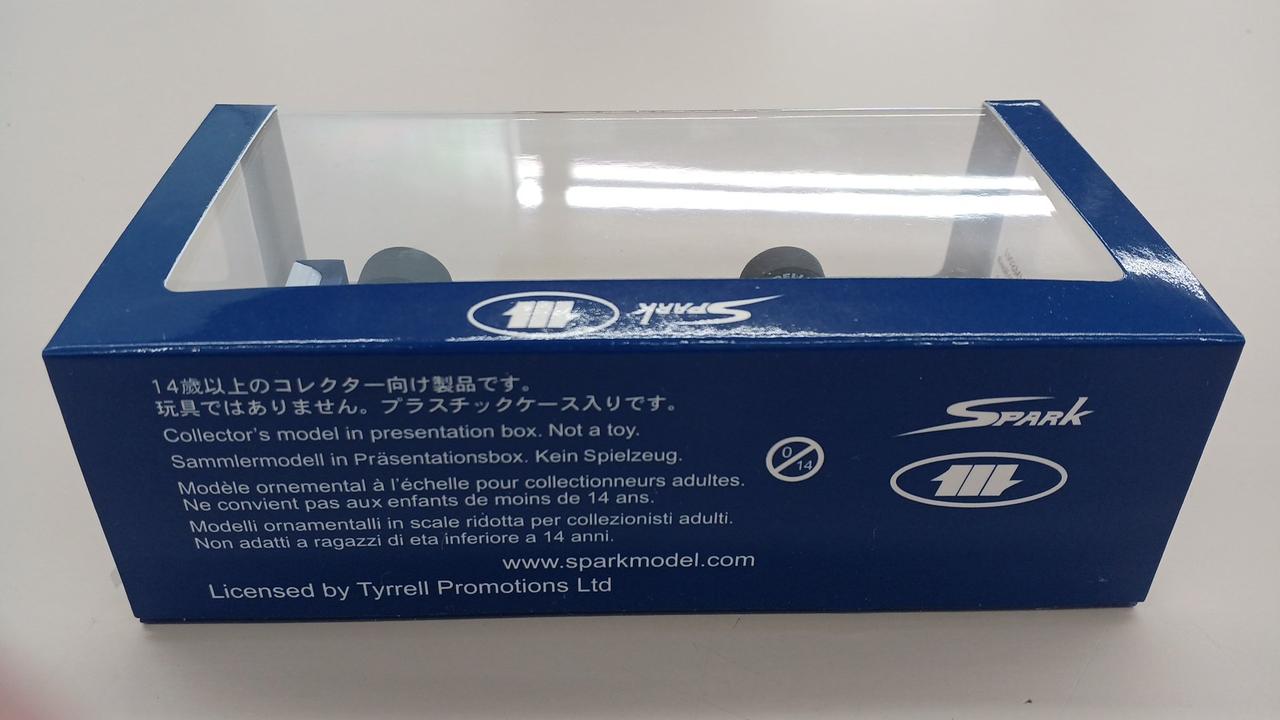 SPARK
14歳以上のコレクター向け製品です。
玩具ではありません。プラスチックケース入りです。
Collector's model in presentation box. Not a toy.
Sammlermodell in Präsentationsbox. Kein Spielzeug.
Modèle ornemental à l'échelle pour collectionneurs adultes.
Ne convient pas aux enfants de moins de 14 ans.
Modelli ornamentalli in scale ridotta per collezionisti adulti.
Non adatti a ragazzi di eta inferiore a 14 anni.
www.sparkmodel.com
Licensed by Tyrrell Promotions Ltd
0
14
SPARK